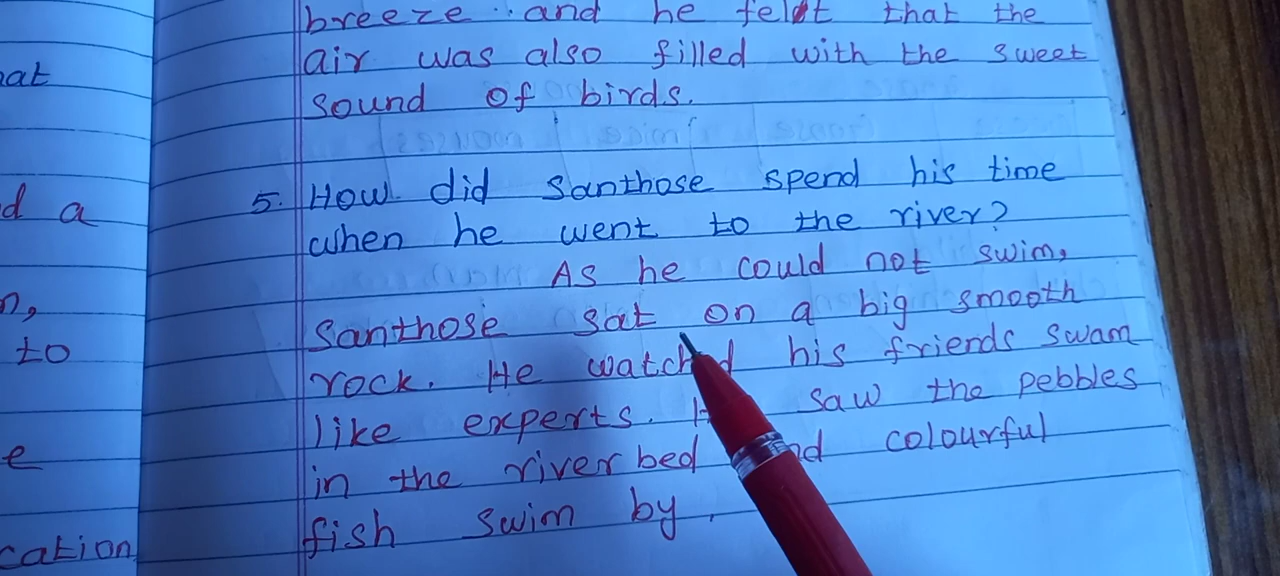 breeze and he felt that the
air was also filled with the sweet
sound of birds.
5. How did Santhose spend his time
when he went to the river?
As he could not swim,
Santhose sat on a big smooth
rock. He watched his friends swam
like experts. saw the pebbles
in the river bed and colourful
fish swim by.
d a
to
e
cation